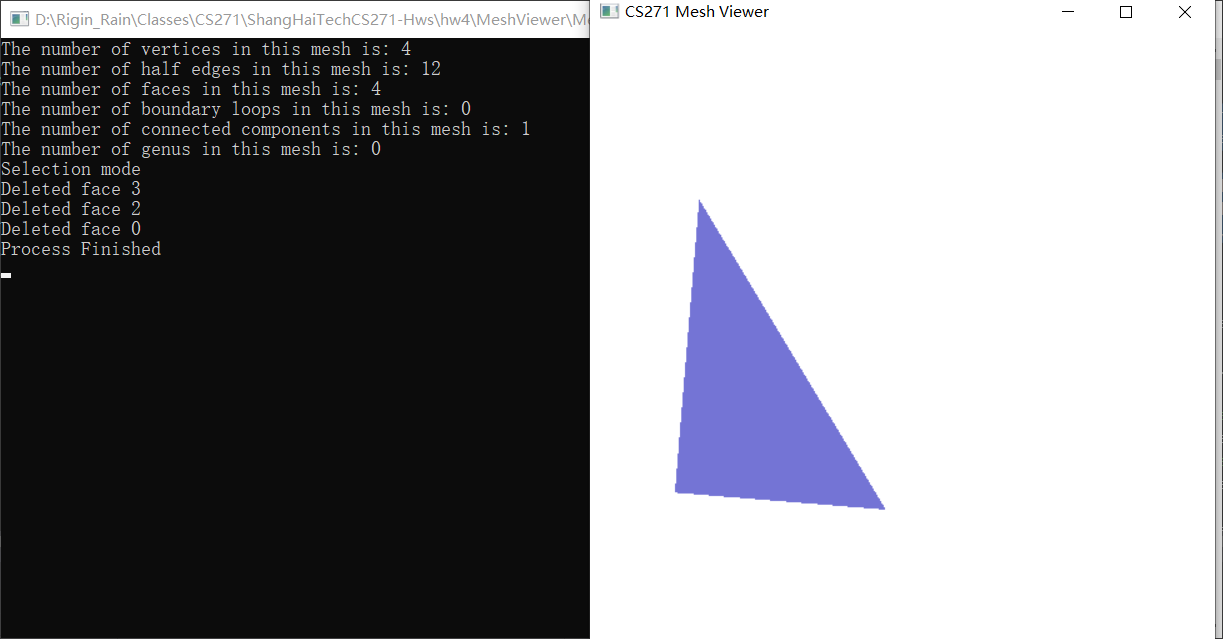 D:\Rigin_Rain\Classes\CS271\ShangHaiTechCS271-Hws\hw4\MeshViewer\M
CS271 Mesh Viewer
The number of vertices in this mesh is: 4
The number of half edges in this mesh is: 12
The number of faces in this mesh is: 4
The number of boundary loops in this mesh is: 0
The number of connected components in this mesh is: 1
The number of genus in this mesh is: 0
Selection mode
Deleted face 3
Deleted face 2
Deleted face 0
Process Finished